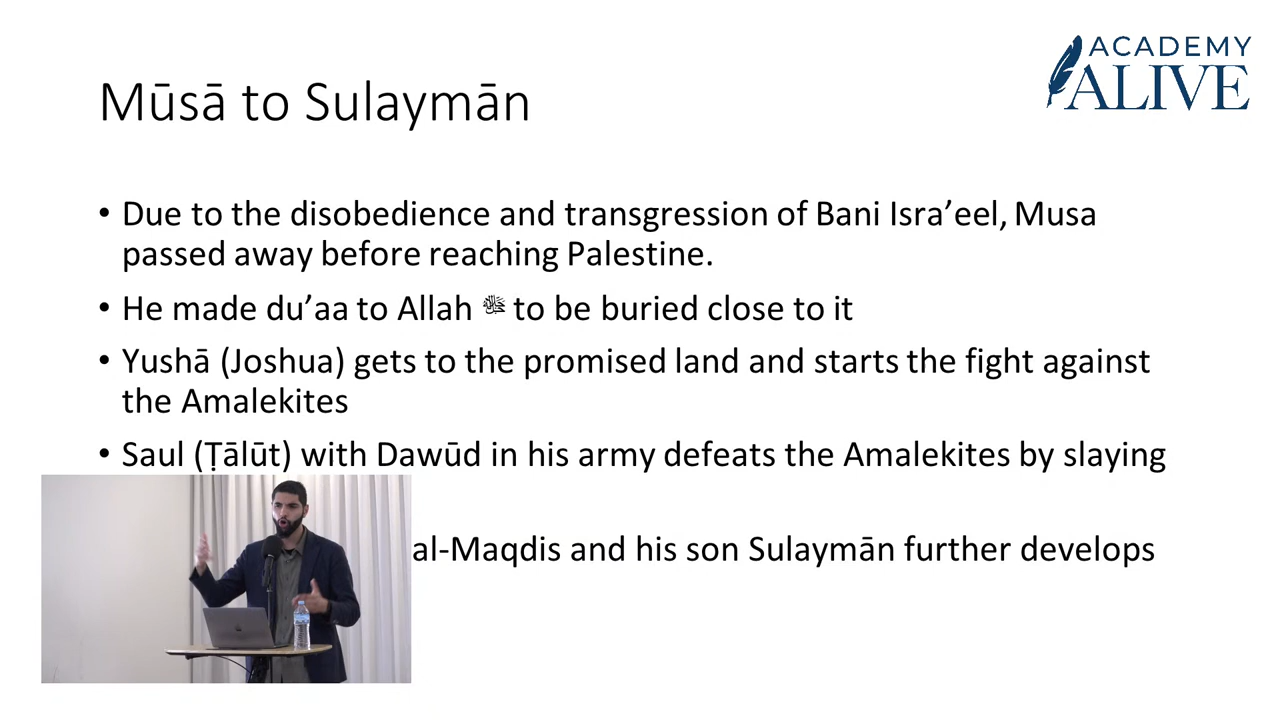 ACADEMY
ALIVE
Mūsā to Sulaymān
• Due to the disobedience and transgression of Bani Isra’eel, Musa
passed away before reaching Palestine.
• He made du’aa to Allah ﷻ to be buried close to it
• Yushā (Joshua) gets to the promised land and starts the fight against
the Amalekites
• Saul (Ṭālūt) with Dawūd in his army defeats the Amalekites by slaying
al-Maqdis and his son Sulaymān further develops